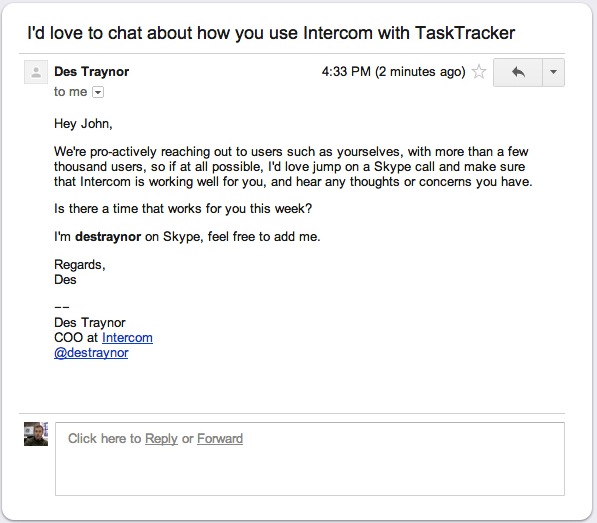 I'd love to chat about how you use Intercom with TaskTracker
Des Traynor 4:33 PM (2 minutes ago)
to me
Hey John,
We're pro-actively reaching out to users such as yourselves, with more than a few
thousand users, so if at all possible, I'd love jump on a Skype call and make sure
that Intercom is working well for you, and hear any thoughts or concerns you have.
Is there a time that works for you this week?
I'm destraynor on Skype, feel free to add me.
Regards,
Des
--
Des Traynor
COO at Intercom
@destraynor
Click here to Reply or Forward